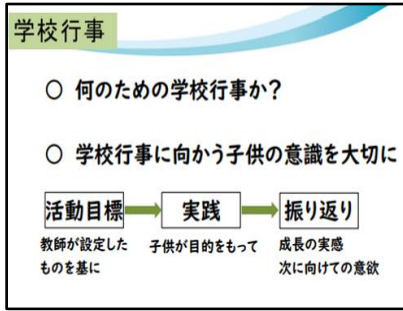 学校行事
○ 何のための学校行事か?
○ 学校行事に向かう子供の意識を大切に
活動目標
実践
振り返り
教師が設定した
ものを基に
子供が目的をもって
成長の実感
次に向けての意欲